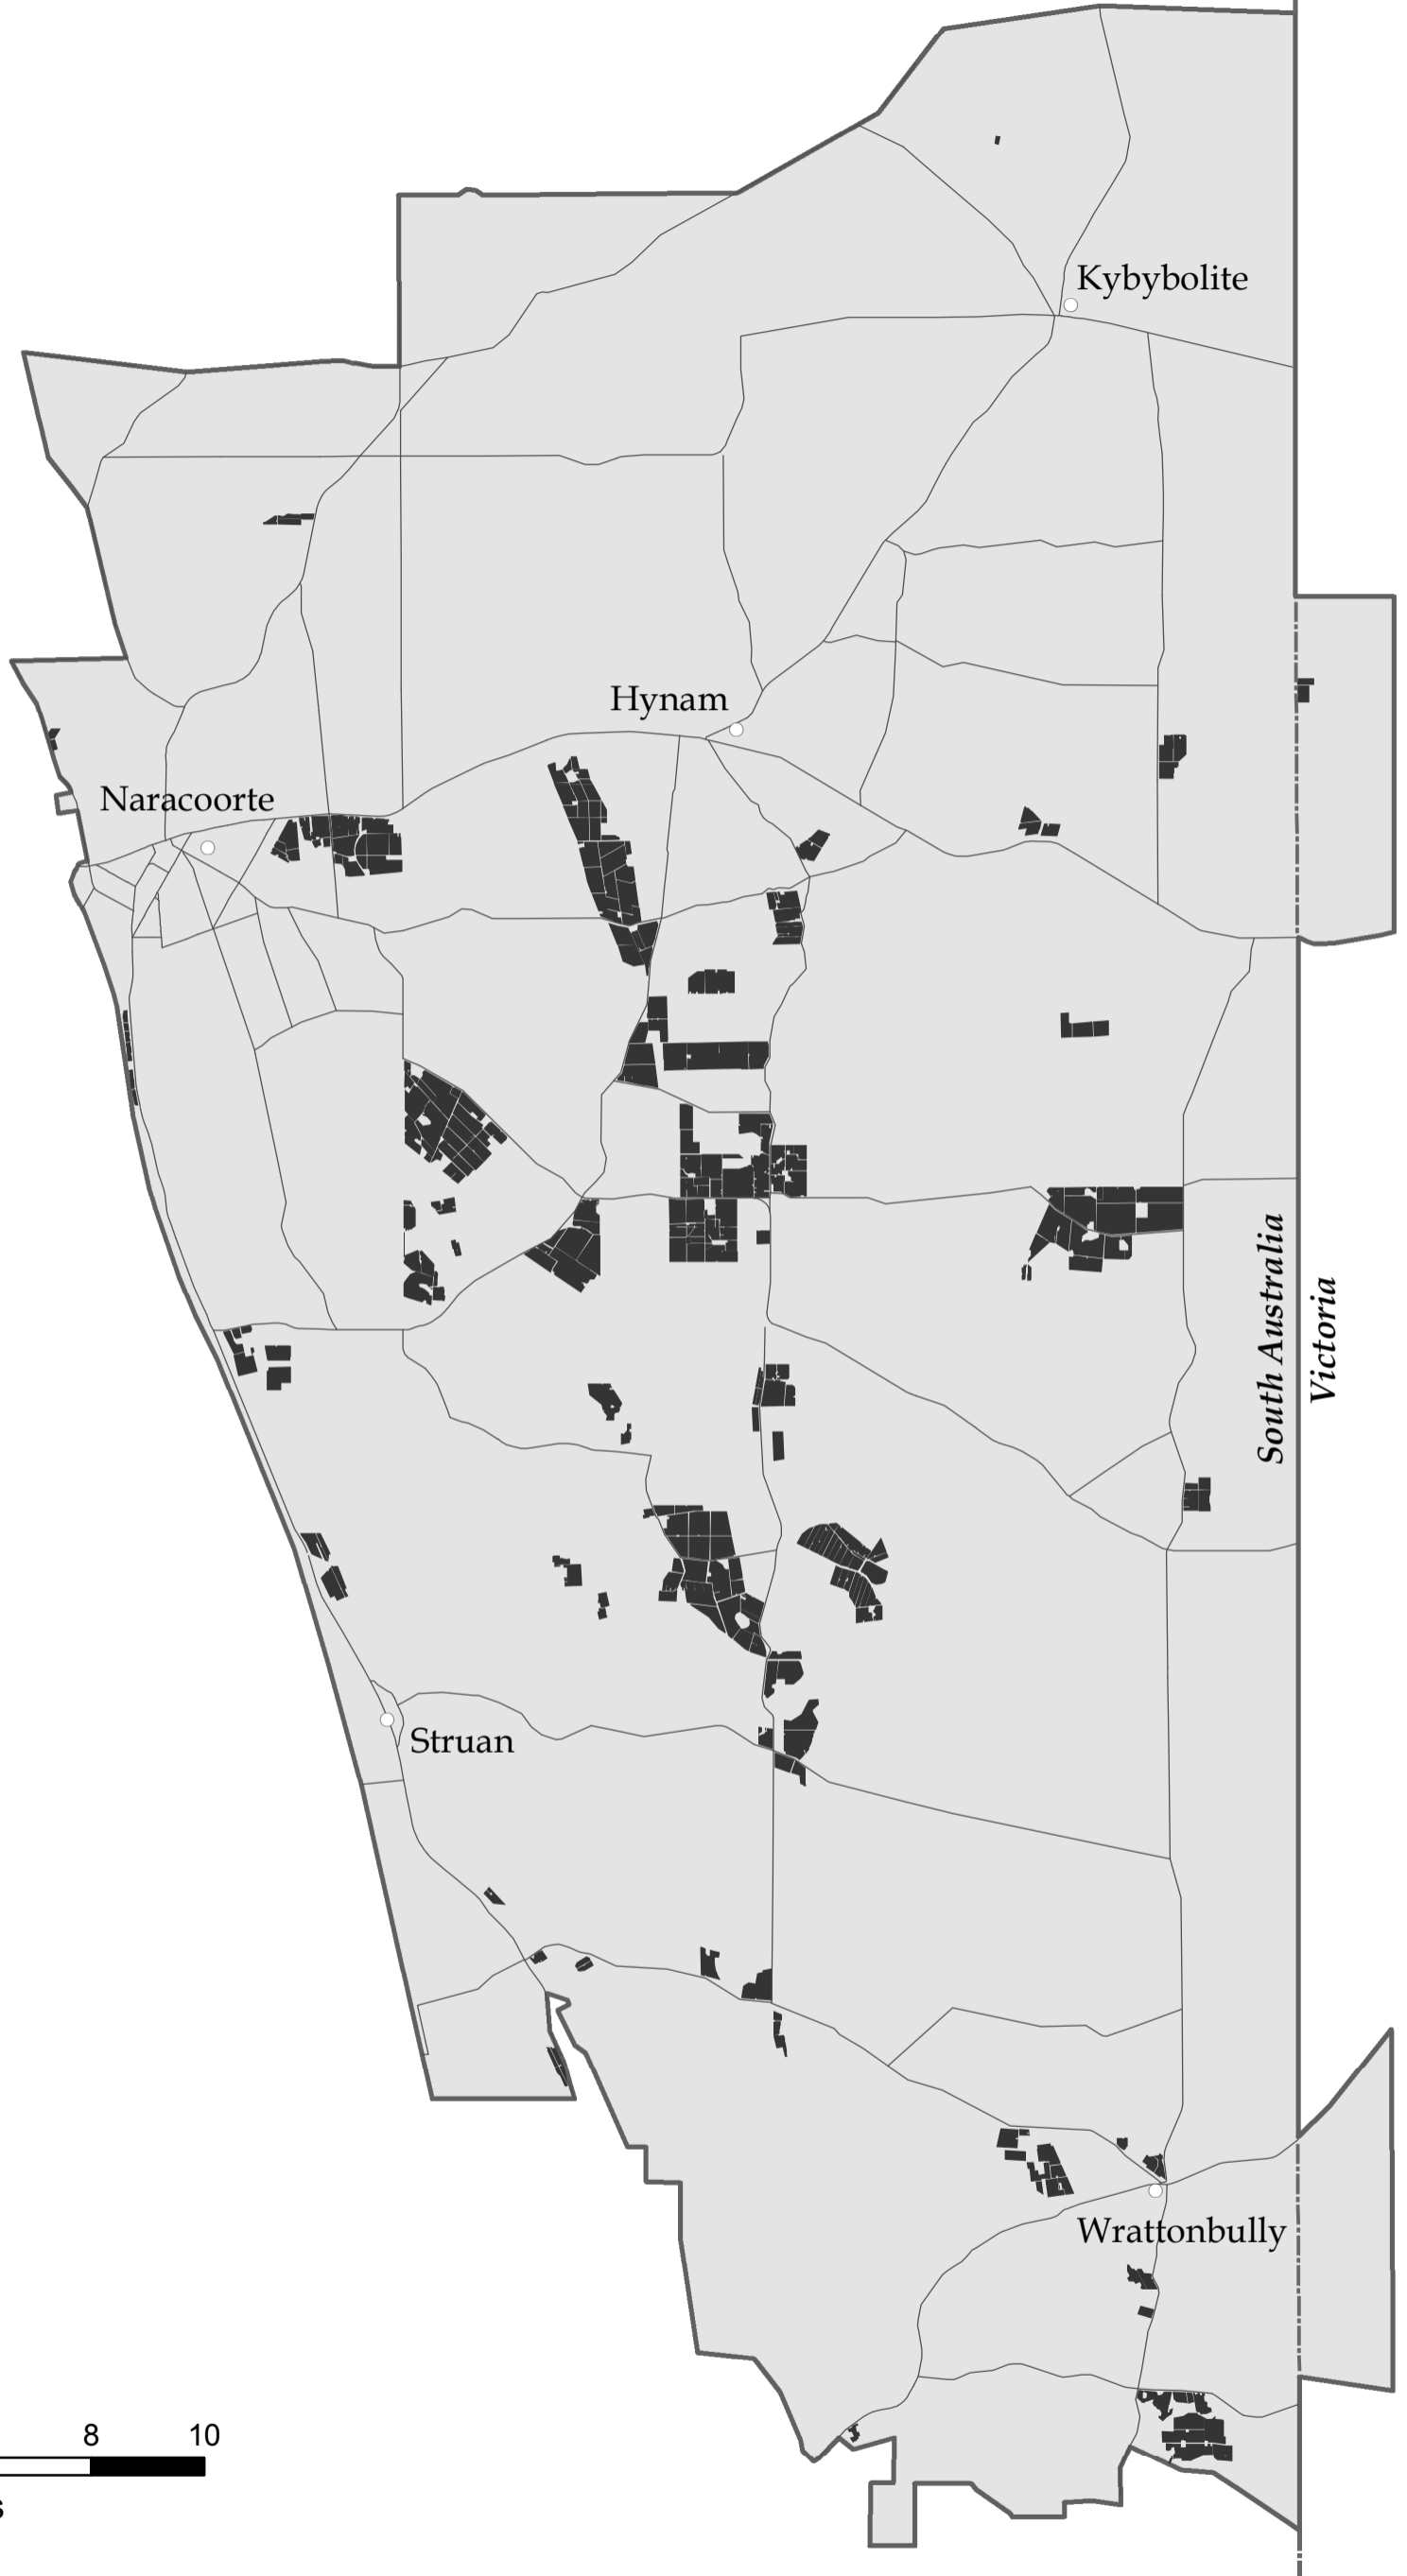 Kybybolite
Hynam
Naracoorte
South Australia
Victoria
Struan
Wrattonbully
8 10
s